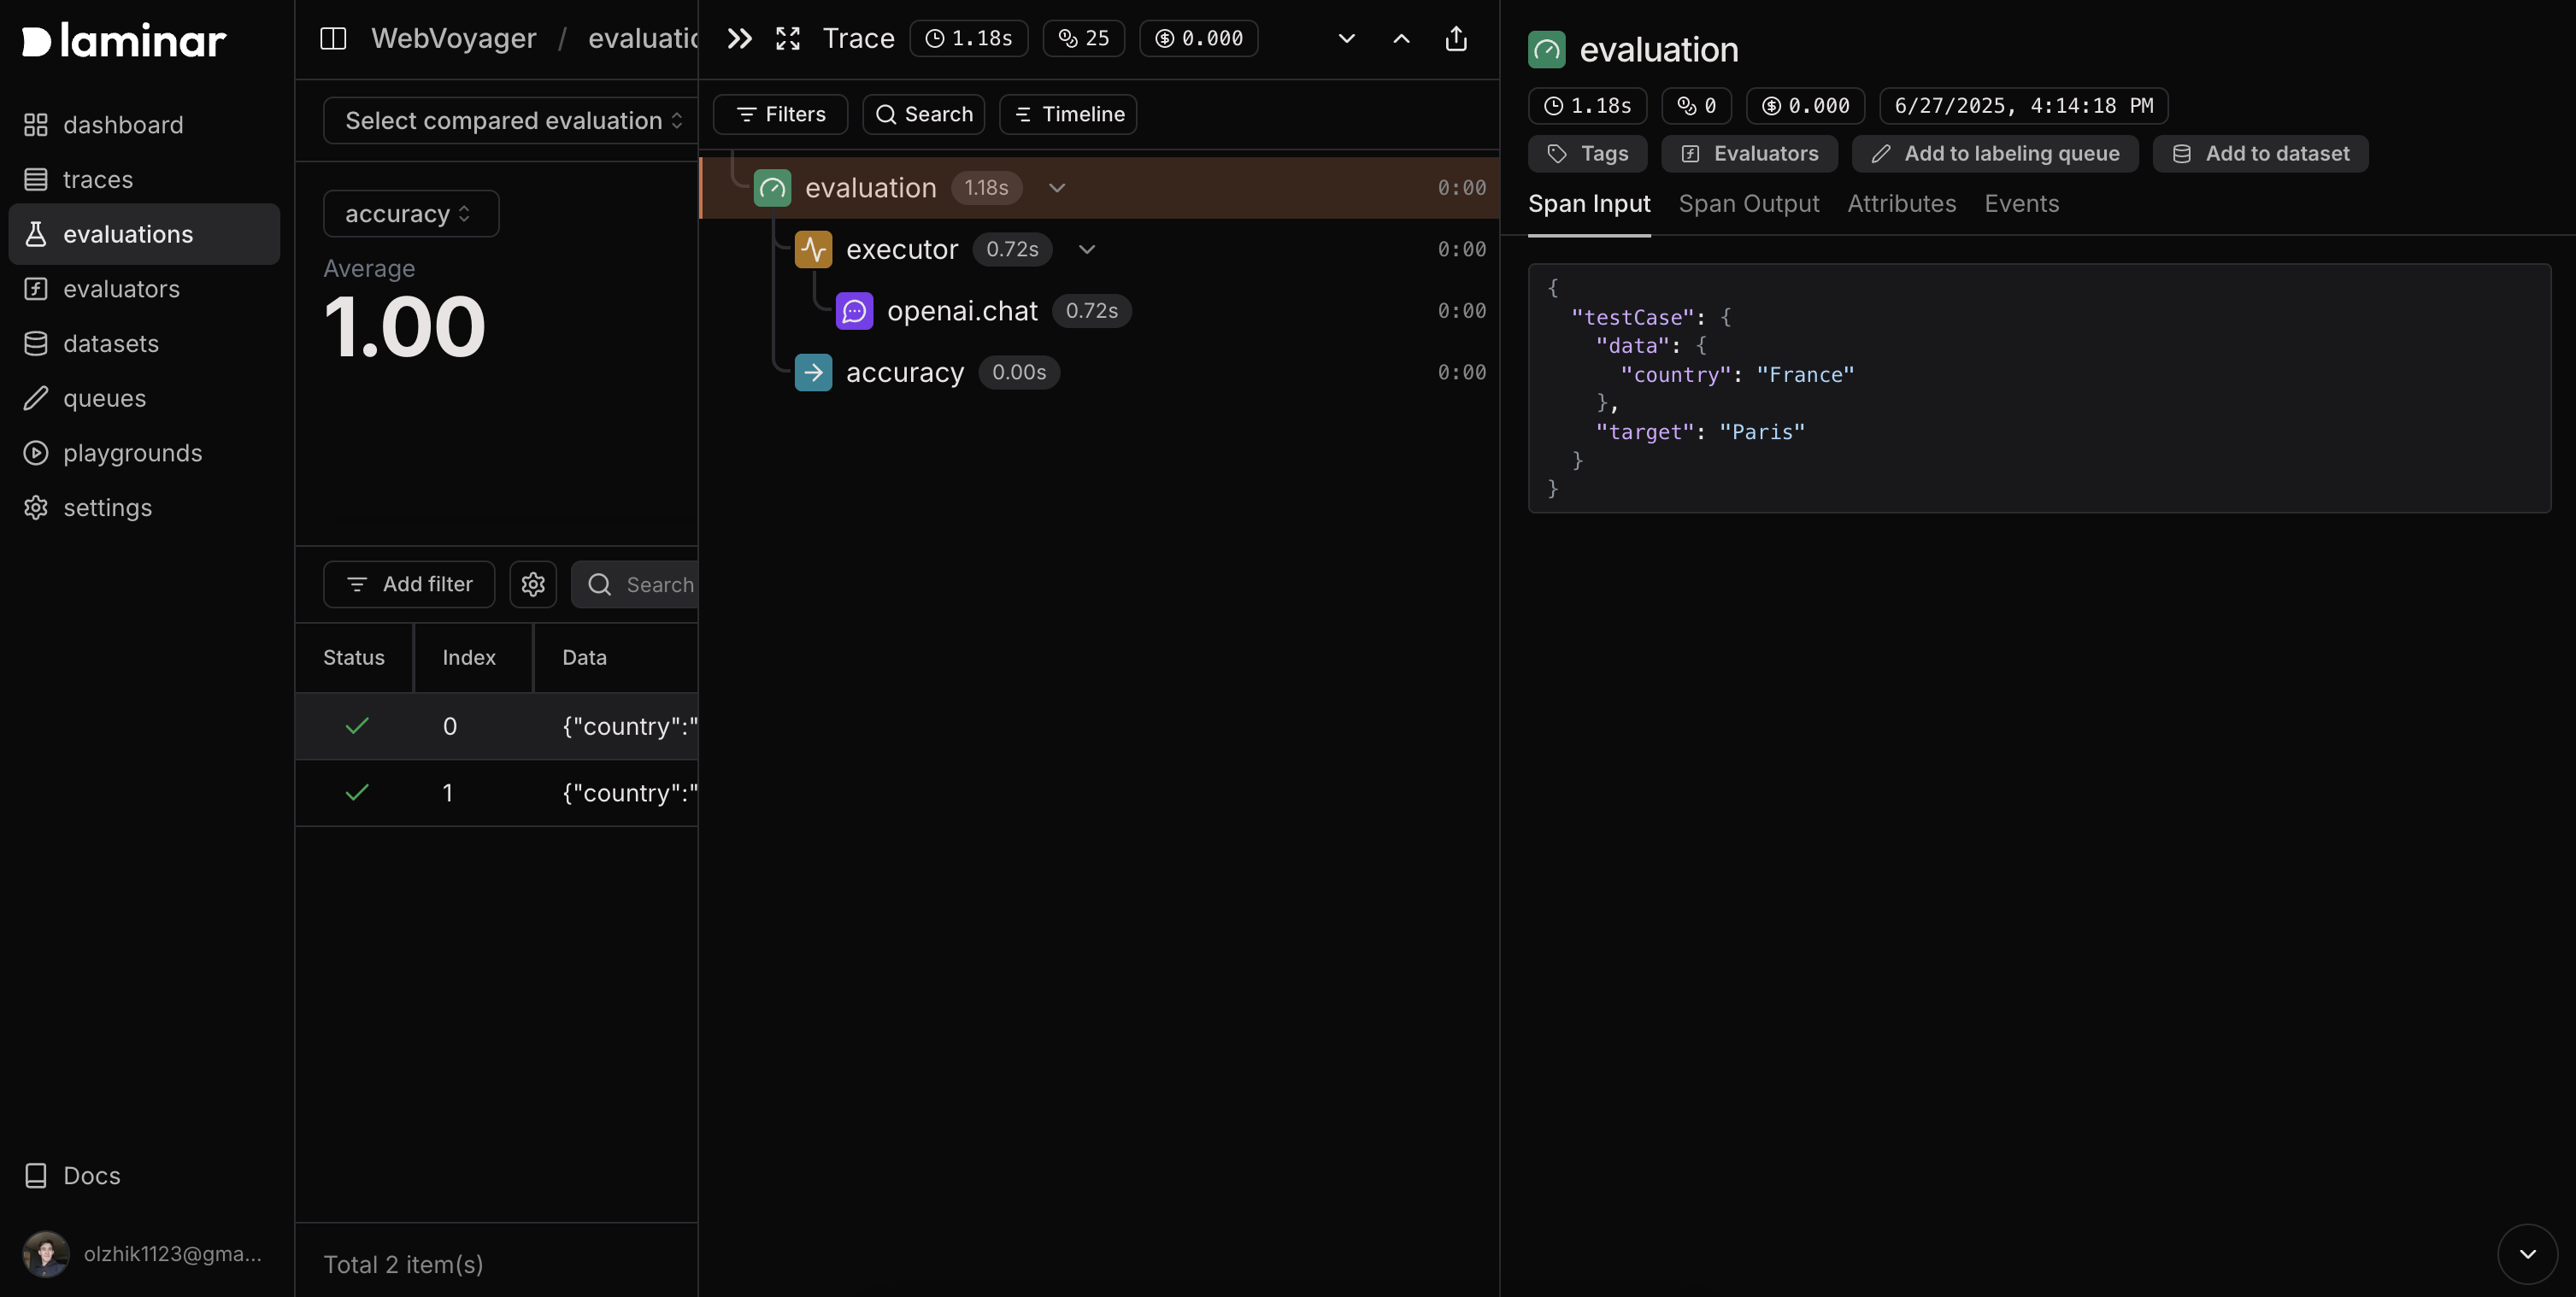 laminar
dashboard
traces
evaluations
evaluators
datasets
queues
playgrounds
settings
Docs
olzhik1123@gma...
WebVoyager / evaluatio
Select compared evaluation
accuracy
Average
1.00
Add filter
Search
Status Index Data
0 {"country":"
1 {"country":"
Total 2 item(s)
Trace 1.18s 25 0.000
Filters Search Timeline
evaluation 1.18s 0:00
executor 0.72s 0:00
openai.chat 0.72s 0:00
accuracy 0.00s 0:00
evaluation
1.18s 0 0.000 6/27/2025, 4:14:18 PM
Tags Evaluators Add to labeling queue Add to dataset
Span Input Span Output Attributes Events
{
"testCase": {
"data": {
"country": "France"
},
"target": "Paris"
}
}